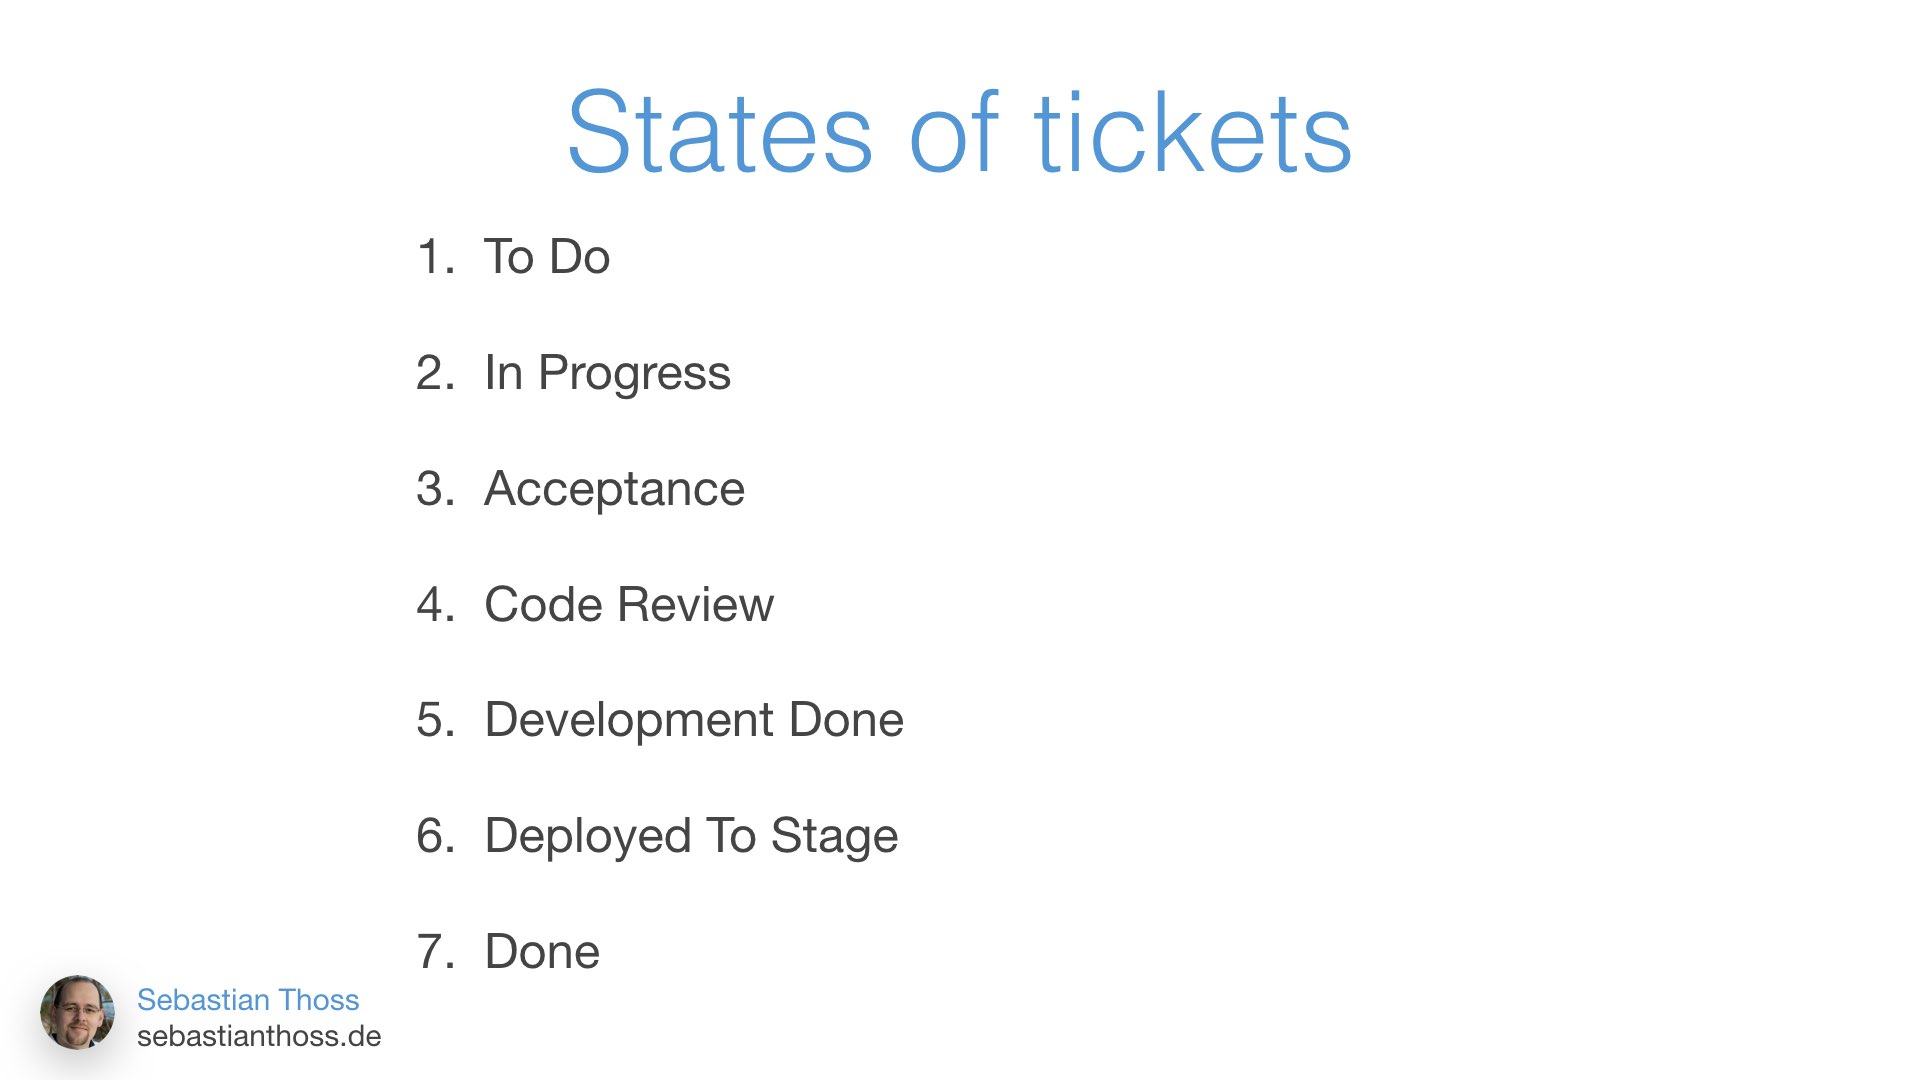 States of tickets
1. To Do
2. In Progress
3. Acceptance
4. Code Review
5. Development Done
6. Deployed To Stage
7. Done
Sebastian Thoss
sebastianthoss.de